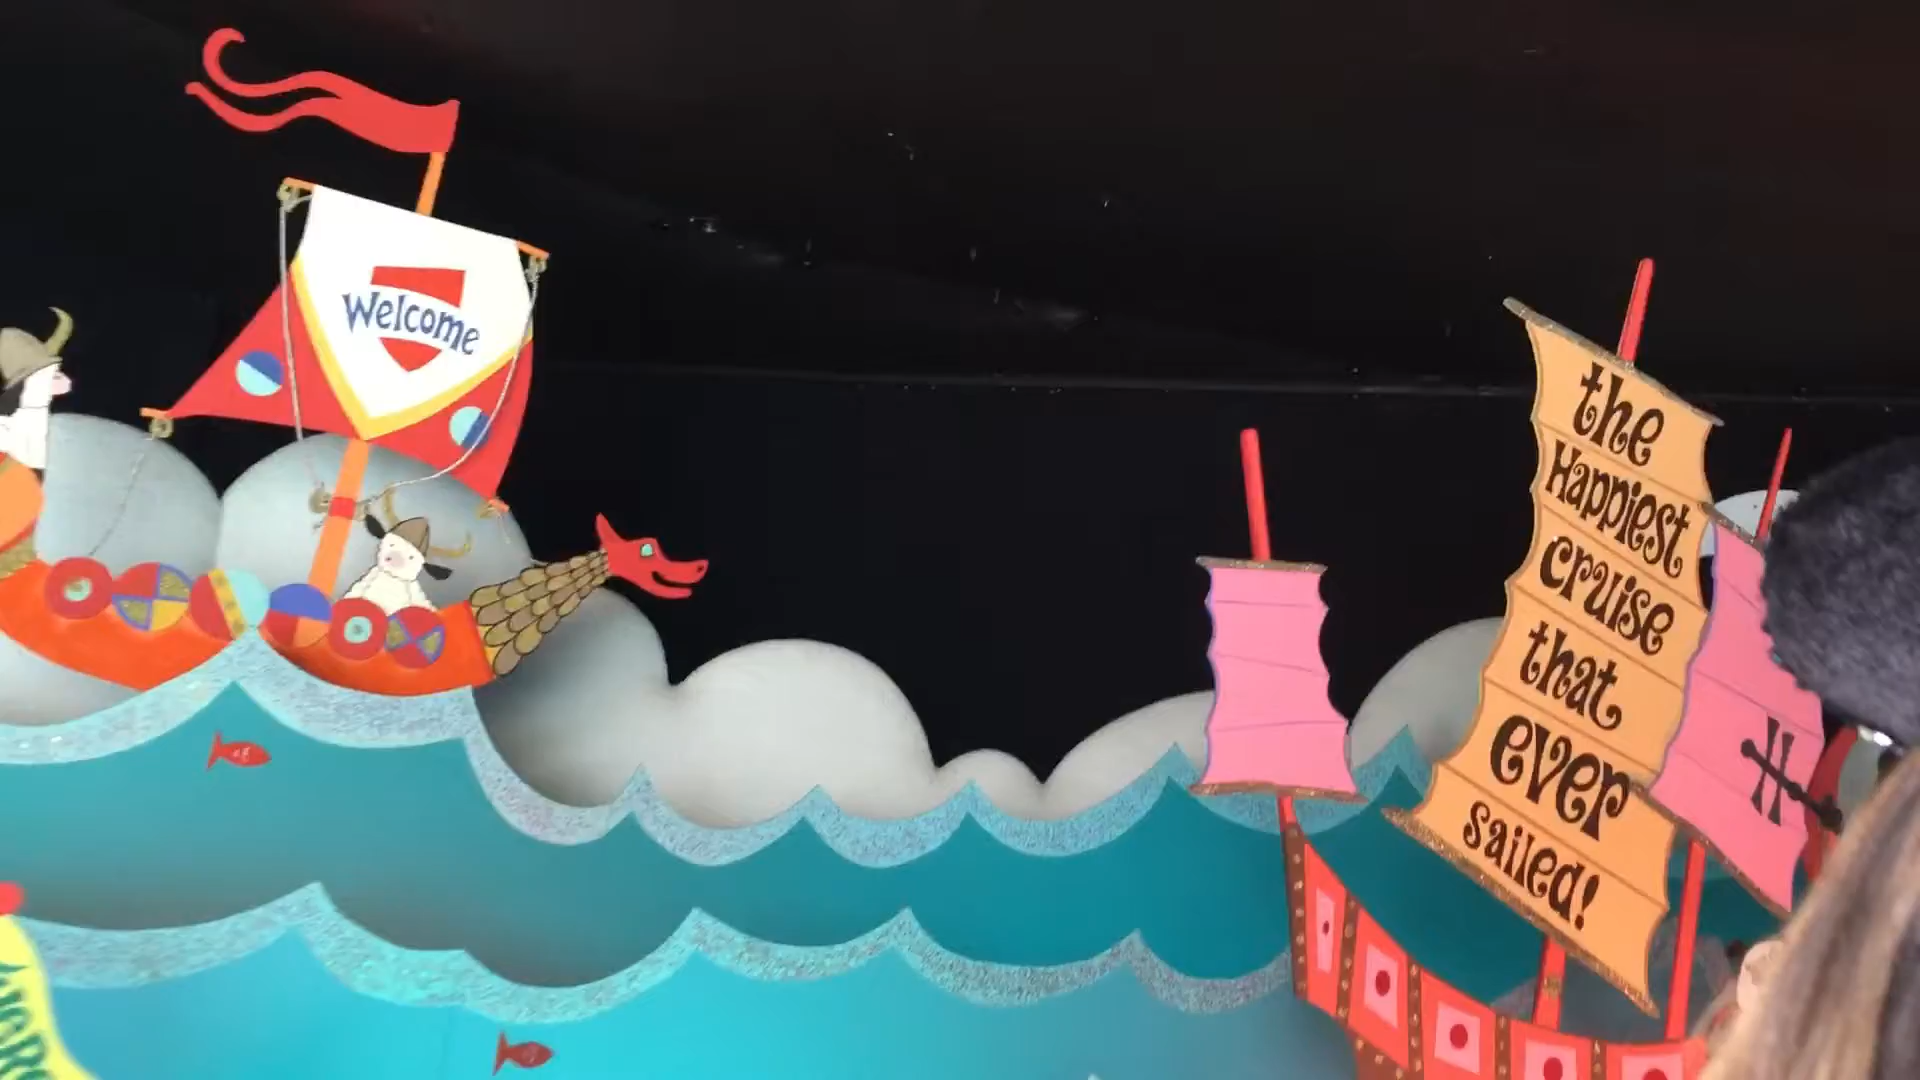 Welcome
the
Happiest
cruise
that
ever
sailed!